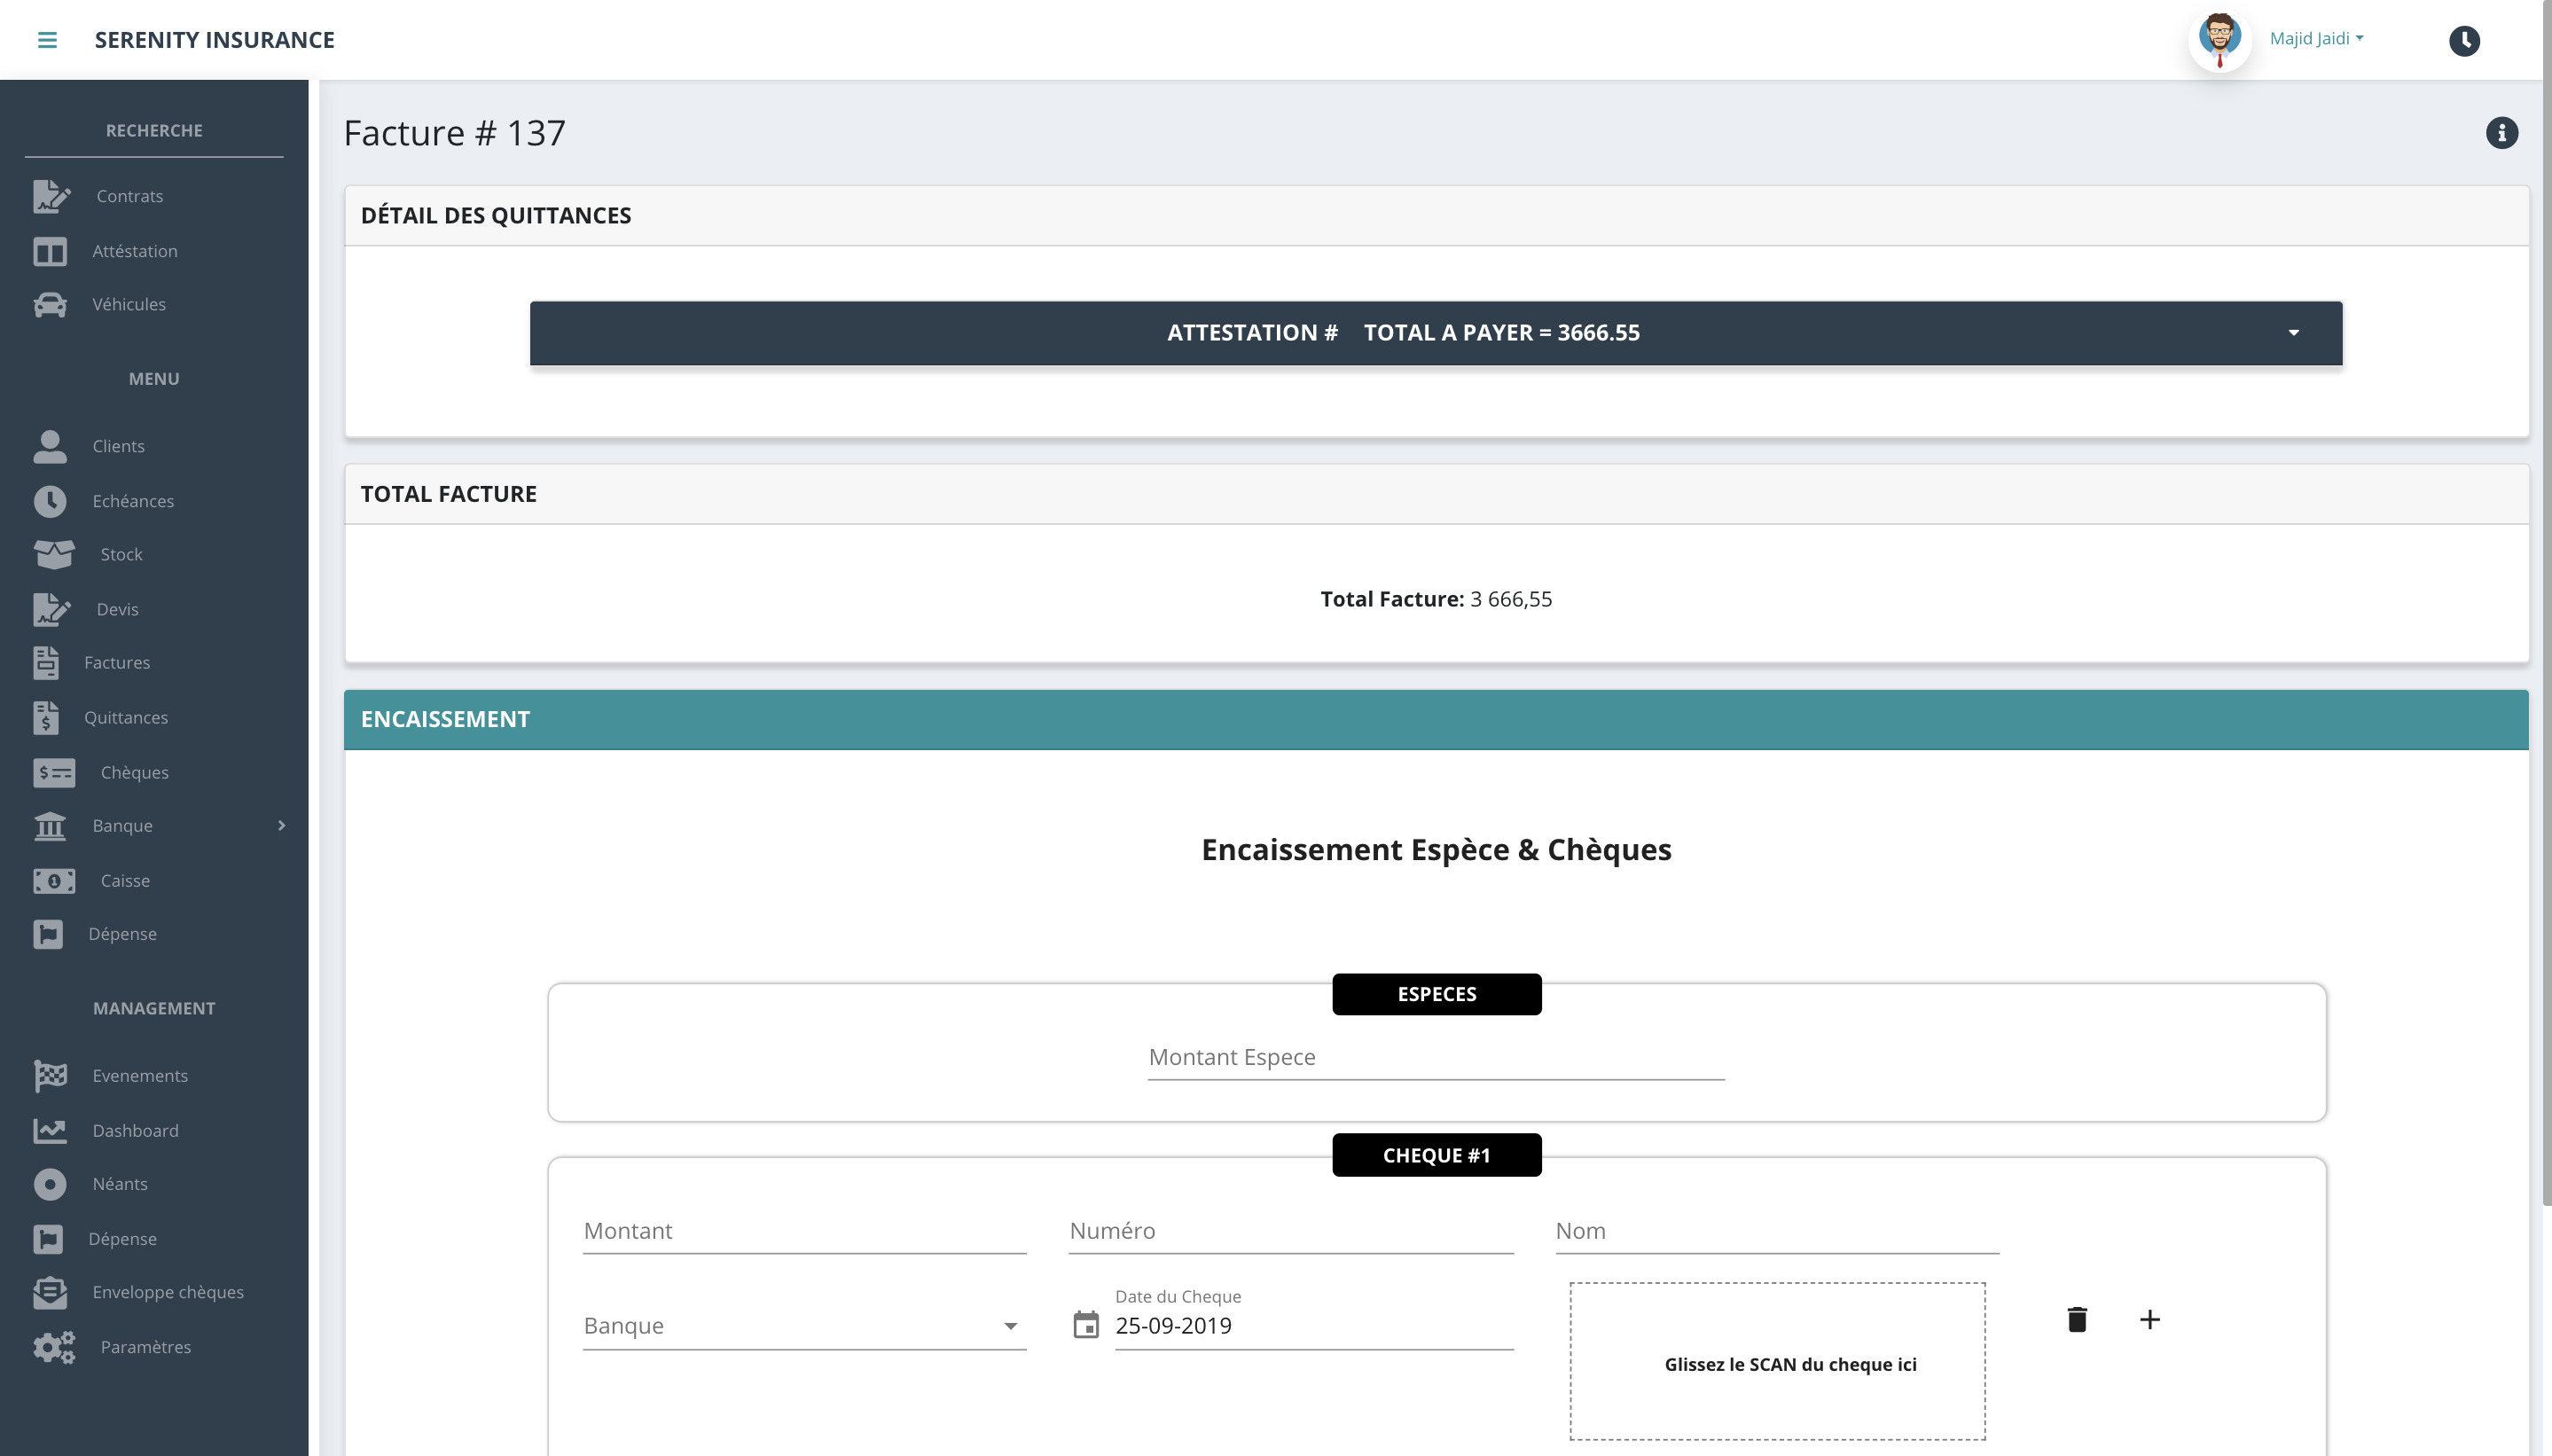 SERENITY INSURANCE
Majid Jaidi
RECHERCHE
Contrats
Attéstation
Véhicules
MENU
Clients
Echéances
Stock
Devis
Factures
Quittances
Chèques
Banque
Caisse
Dépense
MANAGEMENT
Evenements
Dashboard
Néants
Dépense
Enveloppe chèques
Paramètres
Facture # 137
DÉTAIL DES QUITTANCES
ATTESTATION # TOTAL A PAYER = 3666.55
TOTAL FACTURE
Total Facture: 3 666,55
ENCAISSEMENT
Encaissement Espèce & Chèques
ESPECES
Montant Espece
CHEQUE #1
Montant
Numéro
Nom
Banque
Date du Cheque
25-09-2019
Glissez le SCAN du cheque ici